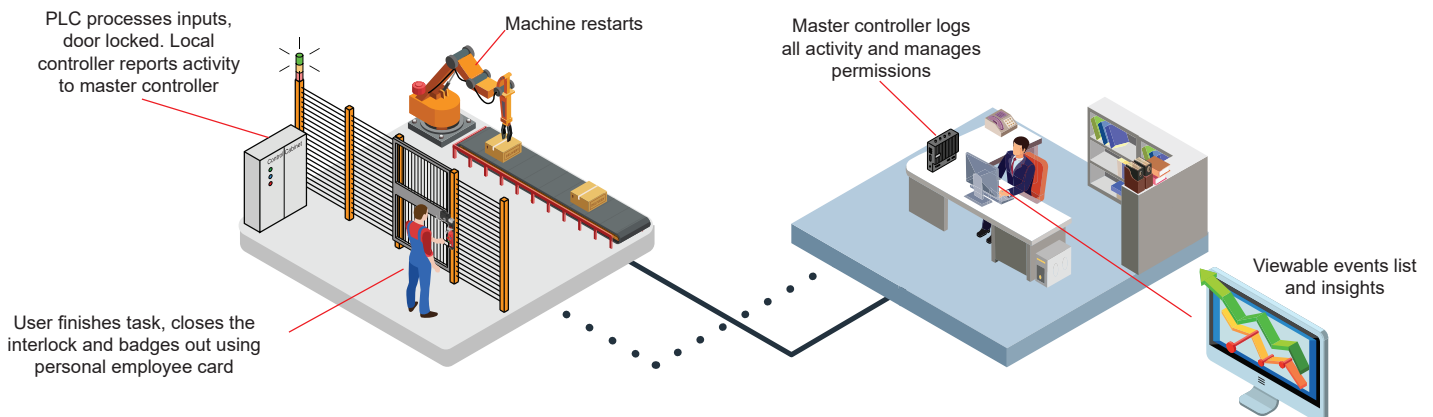 PLC processes inputs,
door locked. Local
controller reports activity
to master controller
Machine restarts
Master controller logs
all activity and manages
permissions
Control Cabinet
User finishes task, closes the
interlock and badges out using
personal employee card
Viewable events list
and insights